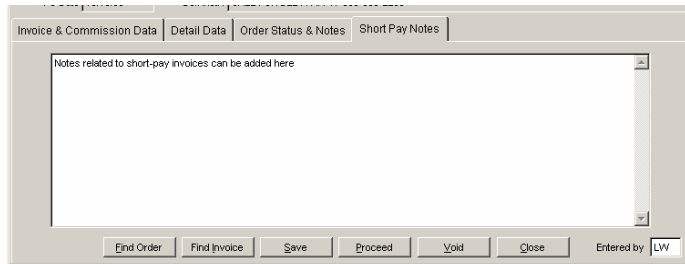 Invoice & Commission Data Detail Data Order Status & Notes Short Pay Notes
Notes related to short-pay invoices can be added here
Find Order Find Invoice Save Proceed Void Close Entered by LW